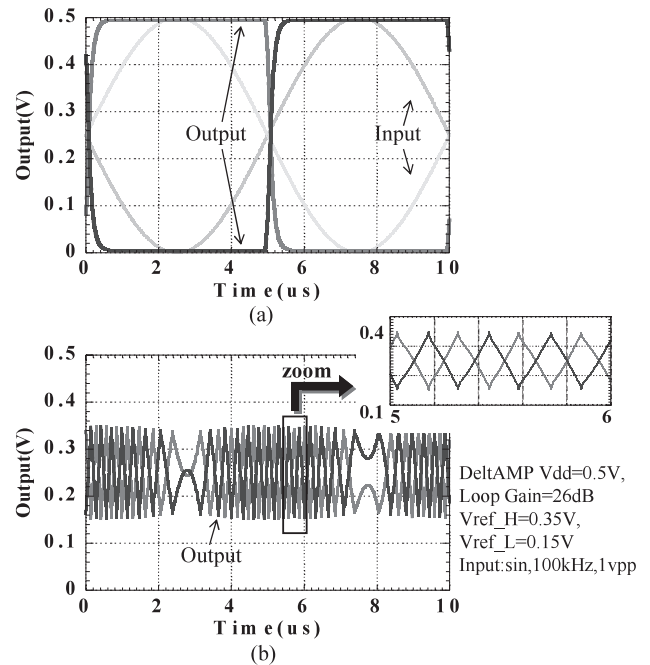 0.5
0.4
0.3
0.2
0.1
0
Output(V)
Output
Input
0 2 4 6 8 10
Time(us)
(a)
0.5
0.4
0.3
0.2
0.1
0
Output(V)
zoom
0.4
0.1
5 6
Output
DeltAMP Vdd=0.5V,
Loop Gain=26dB
Vref_H=0.35V,
Vref_L=0.15V
Input:sin,100kHz,1vpp
0 2 4 6 8 10
Time(us)
(b)